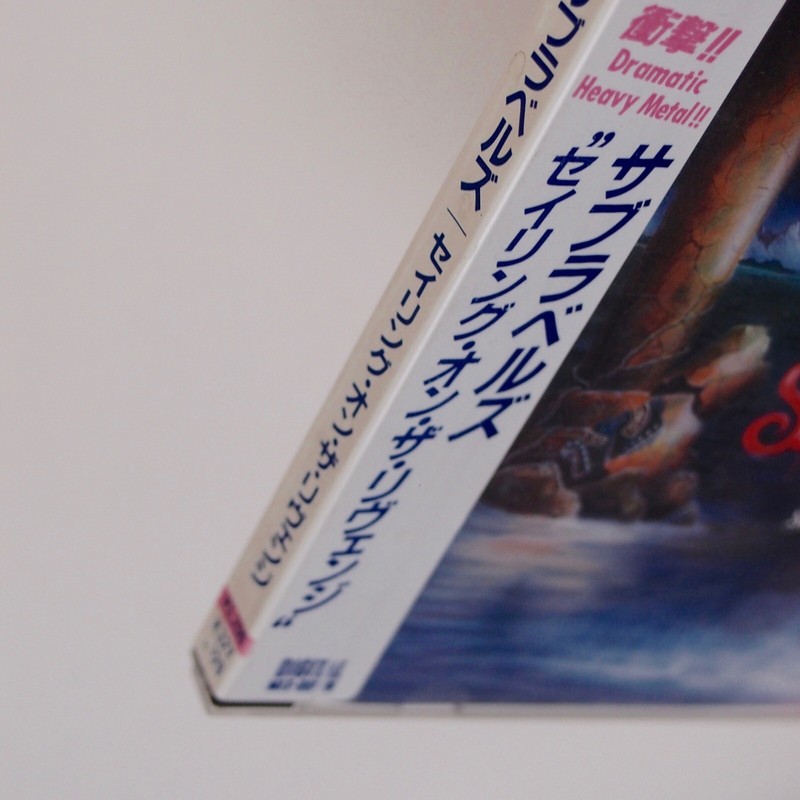 衝撃!!
Dramatic
Heavy Metal!!
サブラベルズ
"セイリング・オン・ザ・リヴェンジ"
ブラベルズ / セイリング・オン・ザ・リヴェンジ